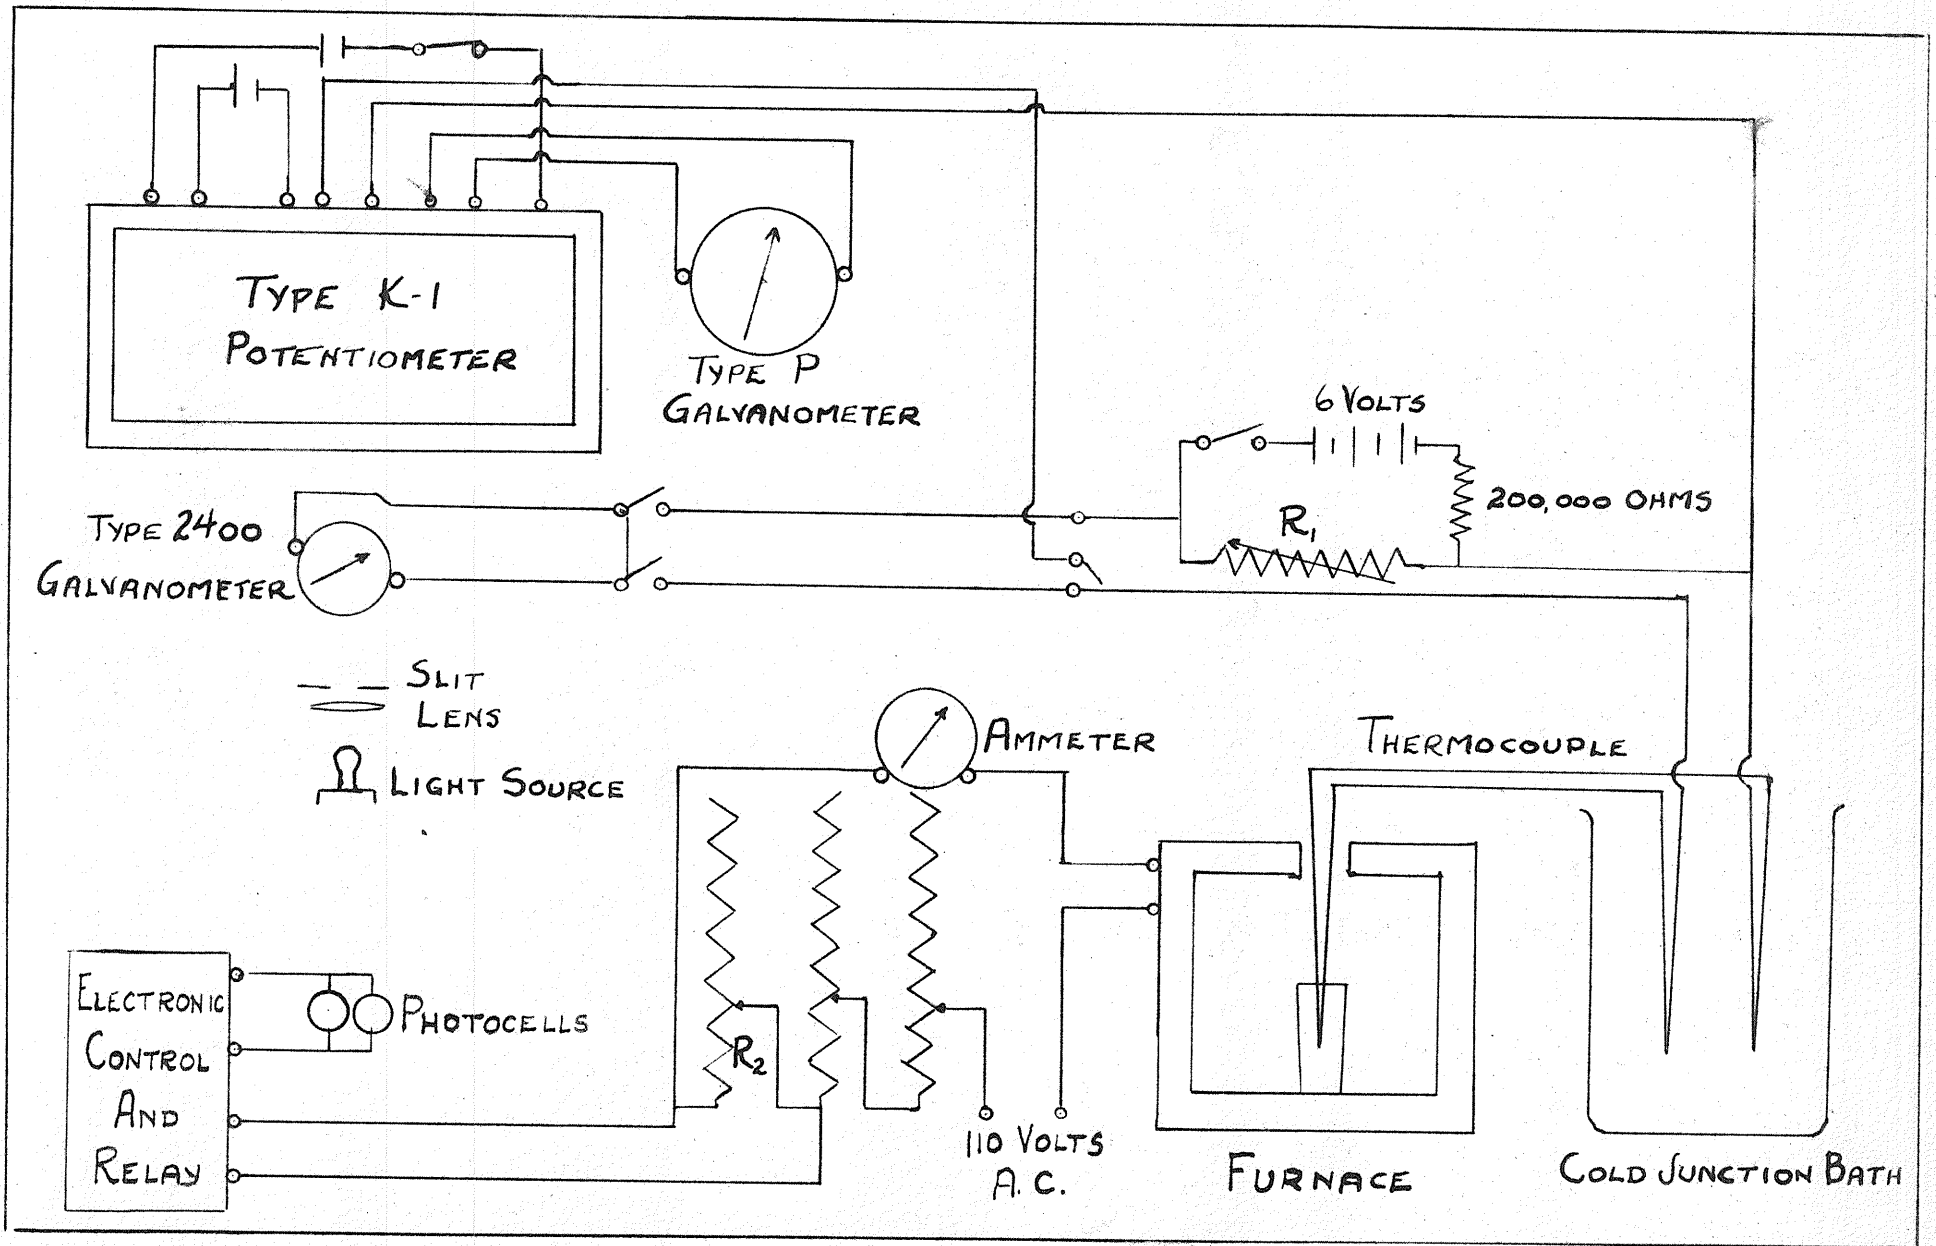 TYPE K-1
POTENTIOMETER
TYPE P
GALVANOMETER
6 VOLTS
200,000 OHMS
R₁
TYPE 2400
GALVANOMETER
SLIT
LENS
LIGHT SOURCE
AMMETER
THERMOCOUPLE
ELECTRONIC
CONTROL
AND
RELAY
PHOTOCELLS
R₂
110 VOLTS
A.C.
FURNACE
COLD JUNCTION BATH